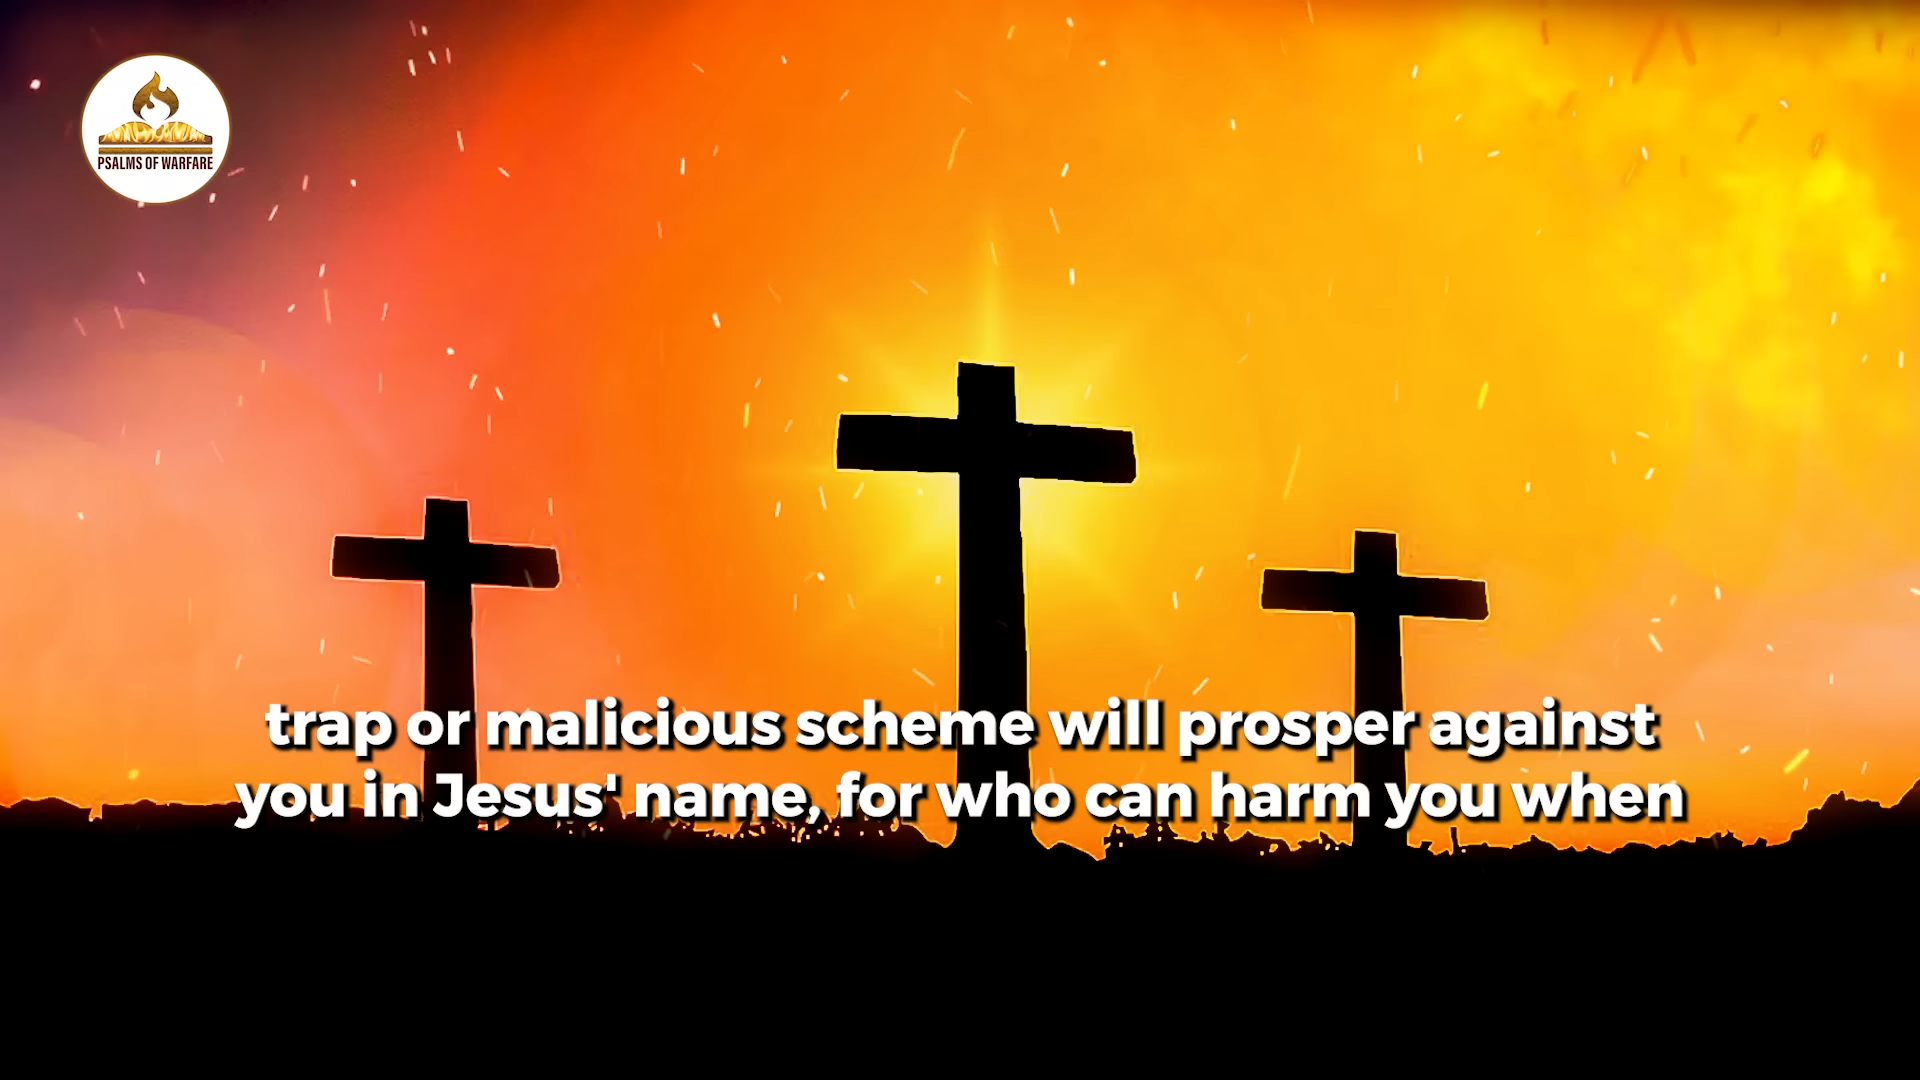 PSALMS OF WARFARE
trap or malicious scheme will prosper against
you in Jesus' name, for who can harm you when